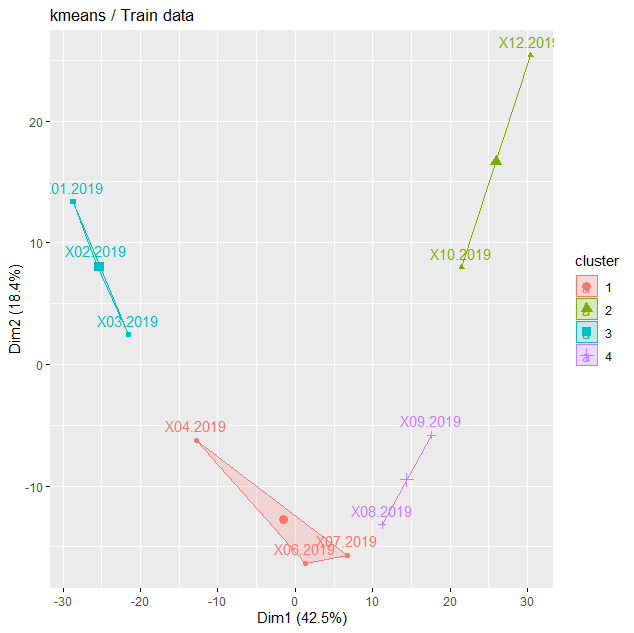 kmeans / Train data
X12.2019
20
X01.2019
X02.2019
X10.2019
10
X03.2019
cluster
1
2
3
4
Dim2 (18.4%)
0
X04.2019
X09.2019
-10
X08.2019
X07.2019
X06.2019
-30
-20
-10
0
10
20
30
Dim1 (42.5%)